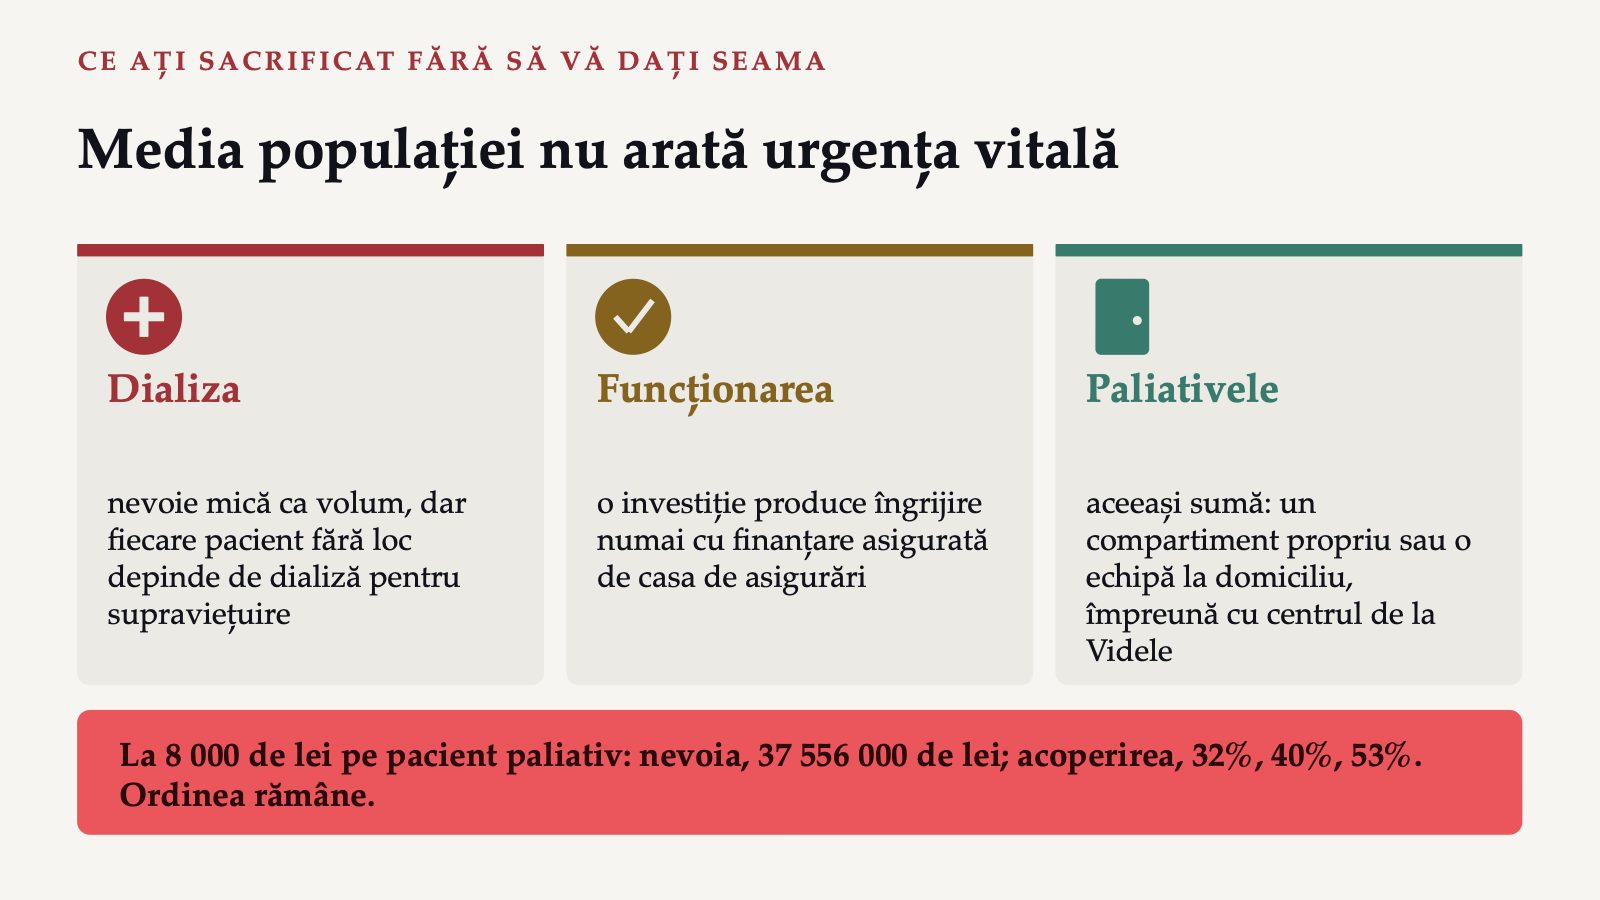 CE AȚI SACRIFICAT FĂRĂ SĂ VĂ DAȚI SEAMA
Media populației nu arată urgența vitală
Dializa
nevoie mică ca volum, dar
fiecare pacient fără loc
depinde de dializă pentru
supraviețuire
Funcționarea
o investiție produce îngrijire
numai cu finanțare asigurată
de casa de asigurări
Paliativele
aceeași sumă: un
compartiment propriu sau o
echipă la domiciliu,
împreună cu centrul de la
Videle
La 8 000 de lei pe pacient paliativ: nevoia, 37 556 000 de lei; acoperirea, 32%, 40%, 53%.
Ordinea rămâne.